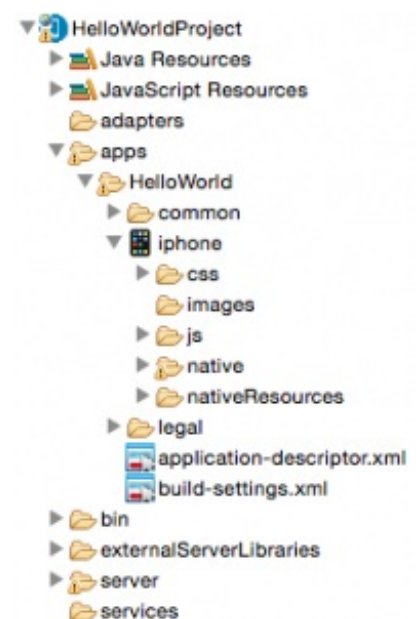 HelloWorldProject
Java Resources
JavaScript Resources
adapters
apps
HelloWorld
common
iphone
css
images
js
native
nativeResources
legal
application-descriptor.xml
build-settings.xml
bin
externalServerLibraries
server
services